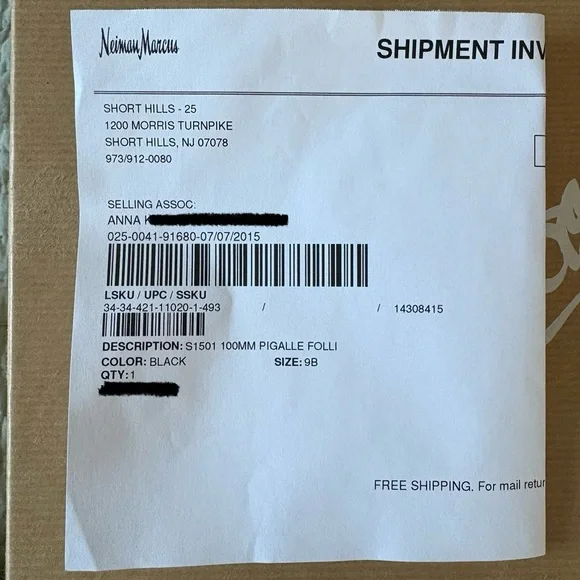 Neiman Marcus
SHIPMENT INV
SHORT HILLS - 25
1200 MORRIS TURNPIKE
SHORT HILLS, NJ 07078
973/912-0080
SELLING ASSOC:
ANNA K
025-0041-91680-07/07/2015
LSKU / UPC / SSKU
34-34-421-11020-1-493 / / 14308415
DESCRIPTION: S1501 100MM PIGALLE FOLLI
COLOR: BLACK SIZE: 9B
QTY: 1
FREE SHIPPING. For mail retur